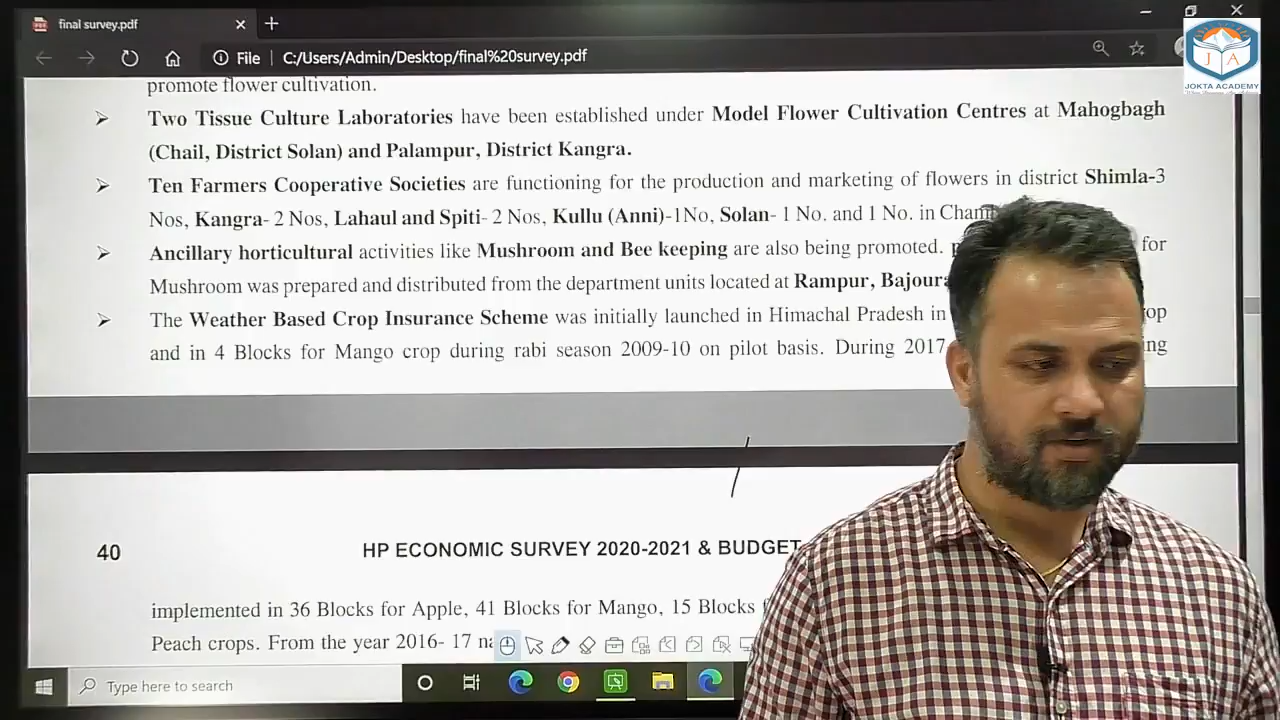 final survey.pdf
File
C:/Users/Admin/Desktop/final%20survey.pdf
J A
JOKTA ACADEMY
promote flower cultivation.
➢ Two Tissue Culture Laboratories have been established under Model Flower Cultivation Centres at Mahogbagh
(Chail, District Solan) and Palampur, District Kangra.
➢ Ten Farmers Cooperative Societies are functioning for the production and marketing of flowers in district Shimla-3
Nos, Kangra- 2 Nos, Lahaul and Spiti- 2 Nos, Kullu (Anni)-1No, Solan- 1 No. and 1 No. in
➢ Ancillary horticultural activities like Mushroom and Bee keeping are also being promoted. for
Mushroom was prepared and distributed from the department units located at Rampur, Bajoura
➢ The Weather Based Crop Insurance Scheme was initially launched in Himachal Pradesh in
and in 4 Blocks for Mango crop during rabi season 2009-10 on pilot basis. During 2017
40
HP ECONOMIC SURVEY 2020-2021 & BUDGET
implemented in 36 Blocks for Apple, 41 Blocks for Mango, 15 Blocks
Peach crops. From the year 2016- 17
Type here to search